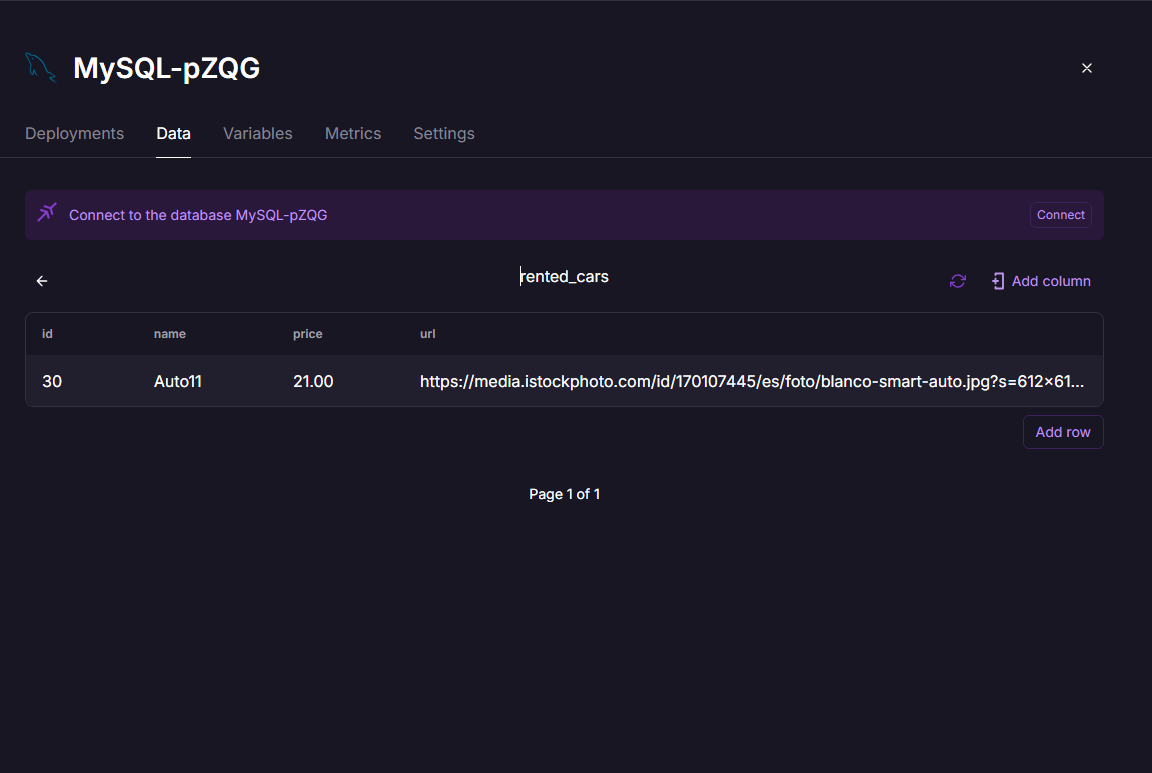 MySQL-pZQG
Deployments Data Variables Metrics Settings
Connect to the database MySQL-pZQG Connect
rented_cars Add column
id name price url
30 Auto11 21.00 https://media.istockphoto.com/id/170107445/es/foto/blanco-smart-auto.jpg?s=612×61...
Add row
Page 1 of 1